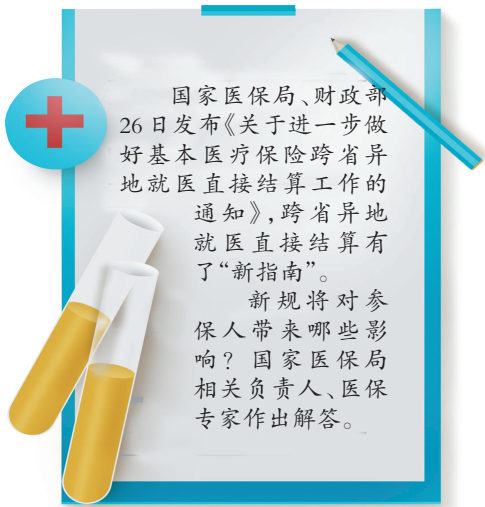 国家医保局、财政部
26日发布《关于进一步做
好基本医疗保险跨省异
地就医直接结算工作的
通知》，跨省异地
就医直接结算有
了“新指南”。
新规将对参
保人带来哪些影
响？国家医保局
相关负责人、医保
专家作出解答。